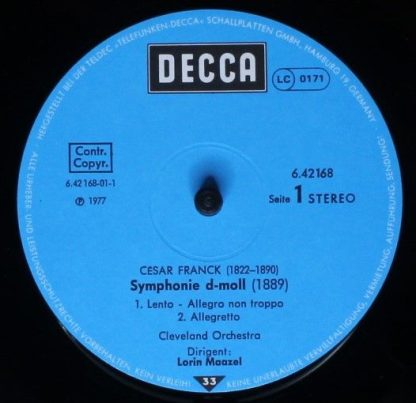 HERGESTELLT BEI DER TELDEC »TELEFUNKEN-DECCA« SCHALLPLATTEN GMBH, HAMBURG 19, GERMANY
DECCA
LC 0171
Contr.
Copyr.
6.42168-01-1
℗ 1977
6.42168
Seite 1 STEREO
CESAR FRANCK (1822–1890)
Symphonie d-moll (1889)
1. Lento - Allegro non troppo
2. Allegretto
Cleveland Orchestra
Dirigent:
Lorin Maazel
33
ALLE URHEBER- UND LEISTUNGSSCHUTZRECHTE VORBEHALTEN. KEIN VERLEIH! KEINE UNERLAUBTE VERVIELFÄLTIGUNG, VERMIETUNG, AUFFÜHRUNG, SENDUNG!